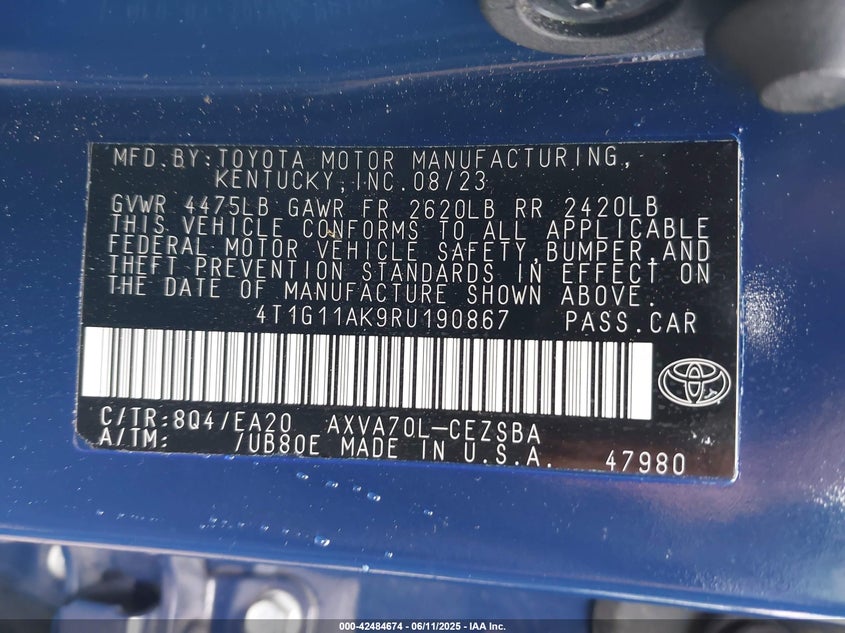 MFD. BY: TOYOTA MOTOR MANUFACTURING,
KENTUCKY, INC. 08/23
GVWR 4475LB GAWR FR 2620LB RR 2420LB
THIS VEHICLE CONFORMS TO ALL APPLICABLE
FEDERAL MOTOR VEHICLE SAFETY, BUMPER, AND
THEFT PREVENTION STANDARDS IN EFFECT ON
THE DATE OF MANUFACTURE SHOWN ABOVE.
4T1G11AK9RU190867 PASS. CAR
C/TR: 8Q4/EA20 AXVA70L-CEZSBA
A/TM: /UB80E MADE IN U.S.A. 47980
000-42484674 - 06/11/2025 - IAA Inc.